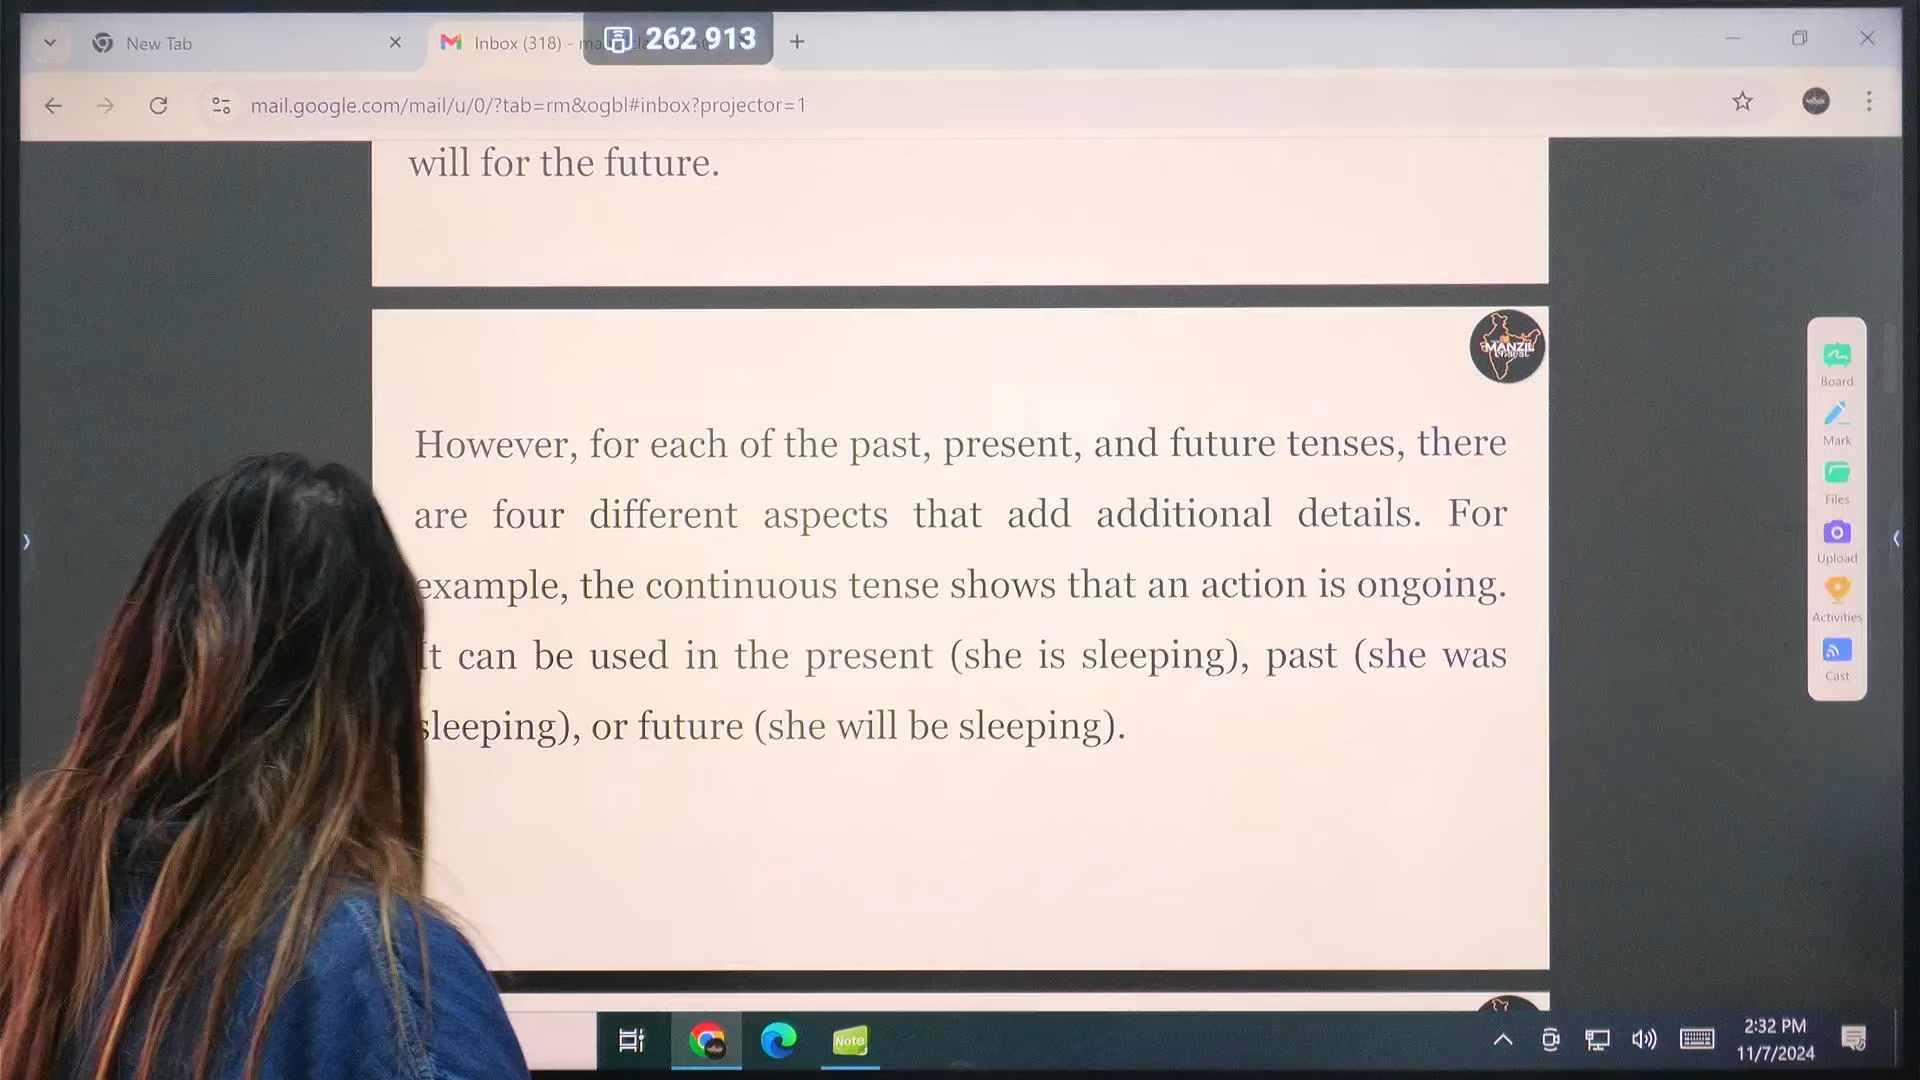 New Tab
Inbox (318) -
262 913
mail.google.com/mail/u/0/?tab=rm&ogbl#inbox?projector=1
will for the future.
MANZIL
Bharat
However, for each of the past, present, and future tenses, there
are four different aspects that add additional details. For
example, the continuous tense shows that an action is ongoing.
It can be used in the present (she is sleeping), past (she was
sleeping), or future (she will be sleeping).
Board
Mark
Files
Upload
Activities
Cast
Note
2:32 PM
11/7/2024